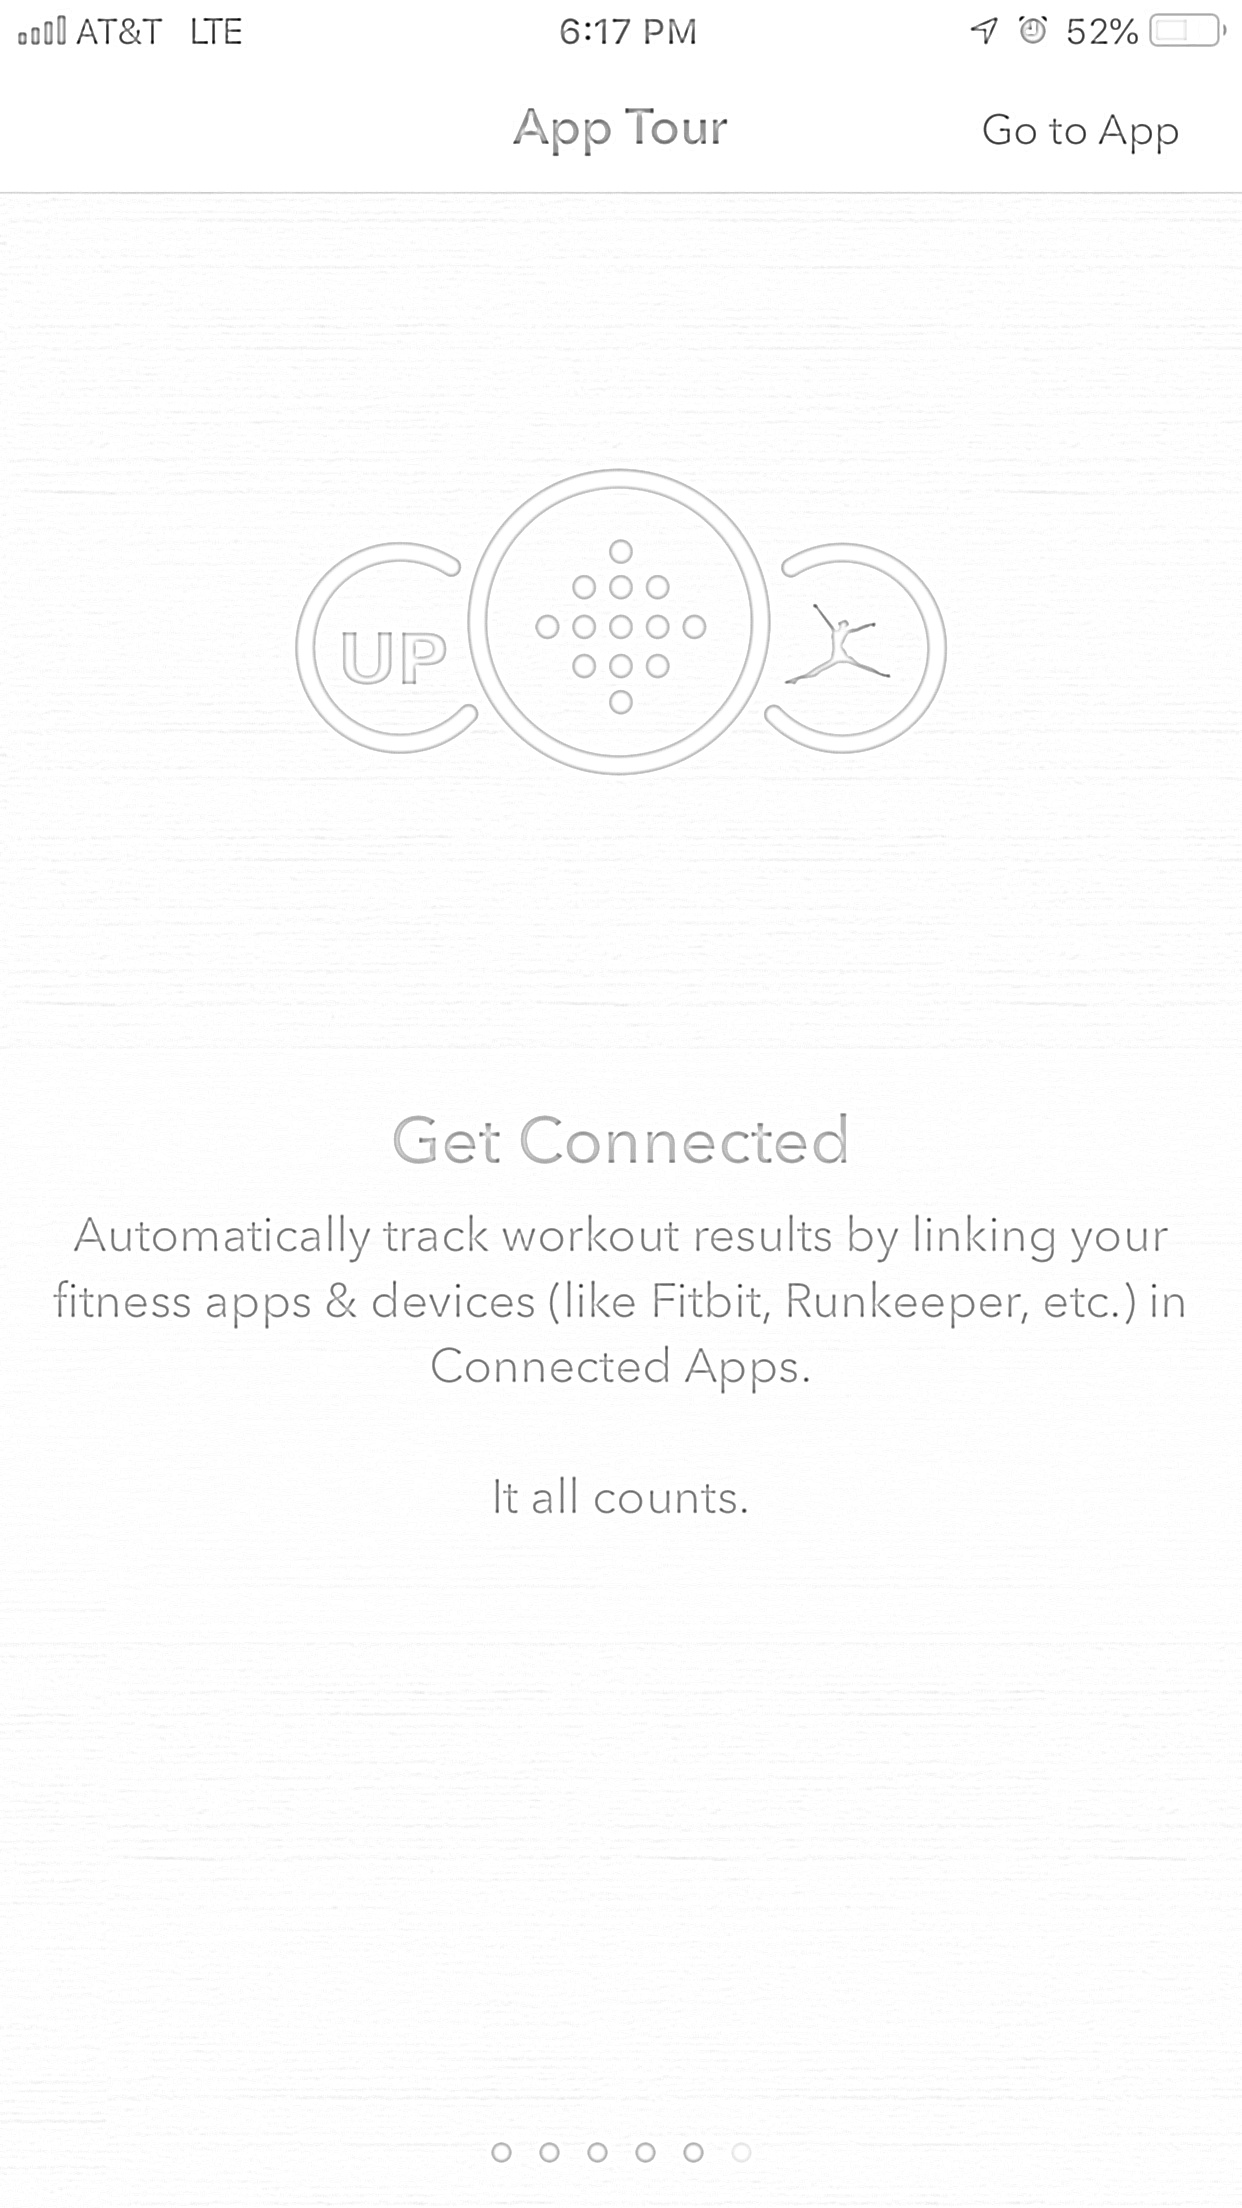 AT&T LTE 6:17 PM 52%
App Tour Go to App
UP
Get Connected
Automatically track workout results by linking your
fitness apps & devices (like Fitbit, Runkeeper, etc.) in
Connected Apps.
It all counts.